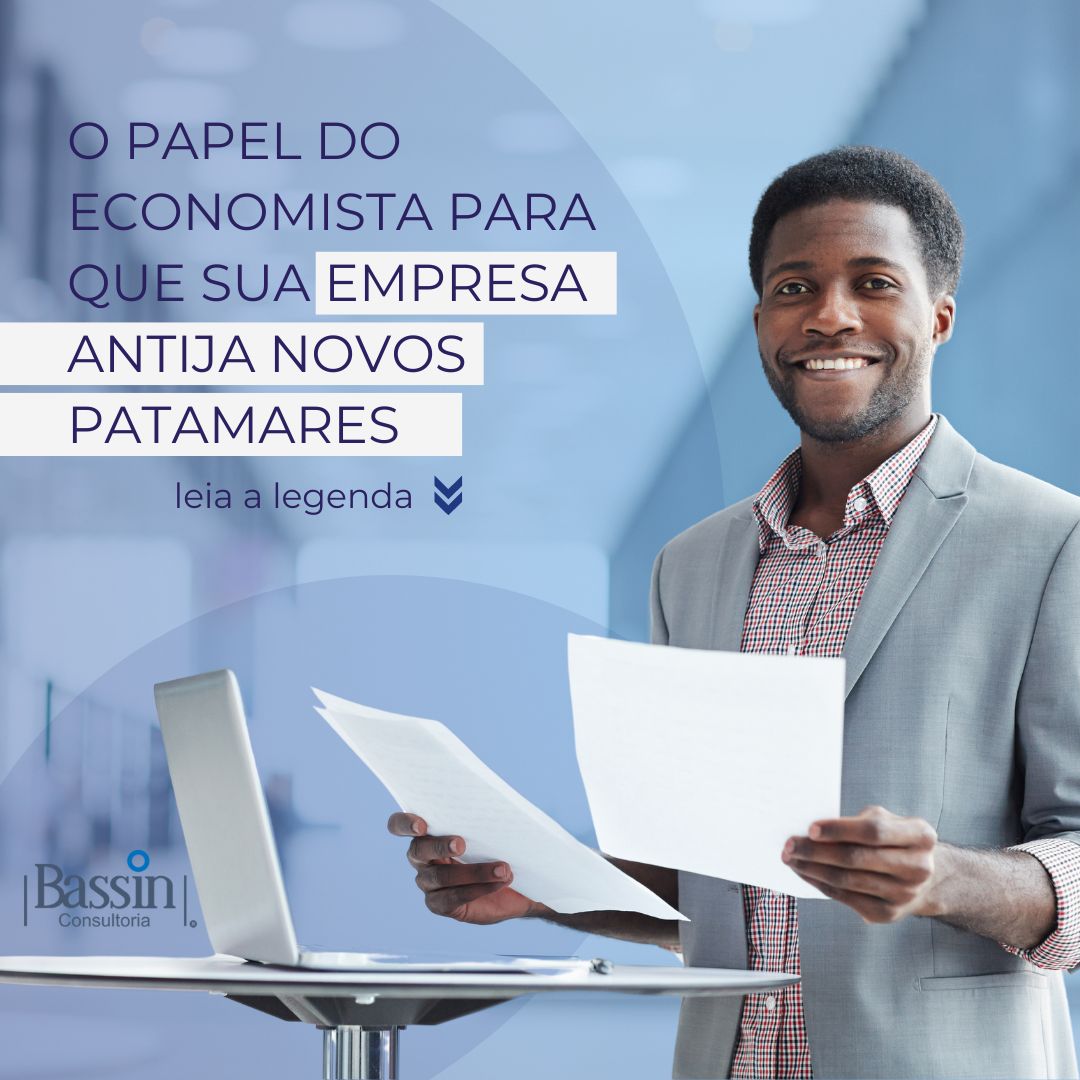 O PAPEL DO
ECONOMISTA PARA
QUE SUA EMPRESA
ANTIJA NOVOS
PATAMARES
leia a legenda
Bassin
Consultoria